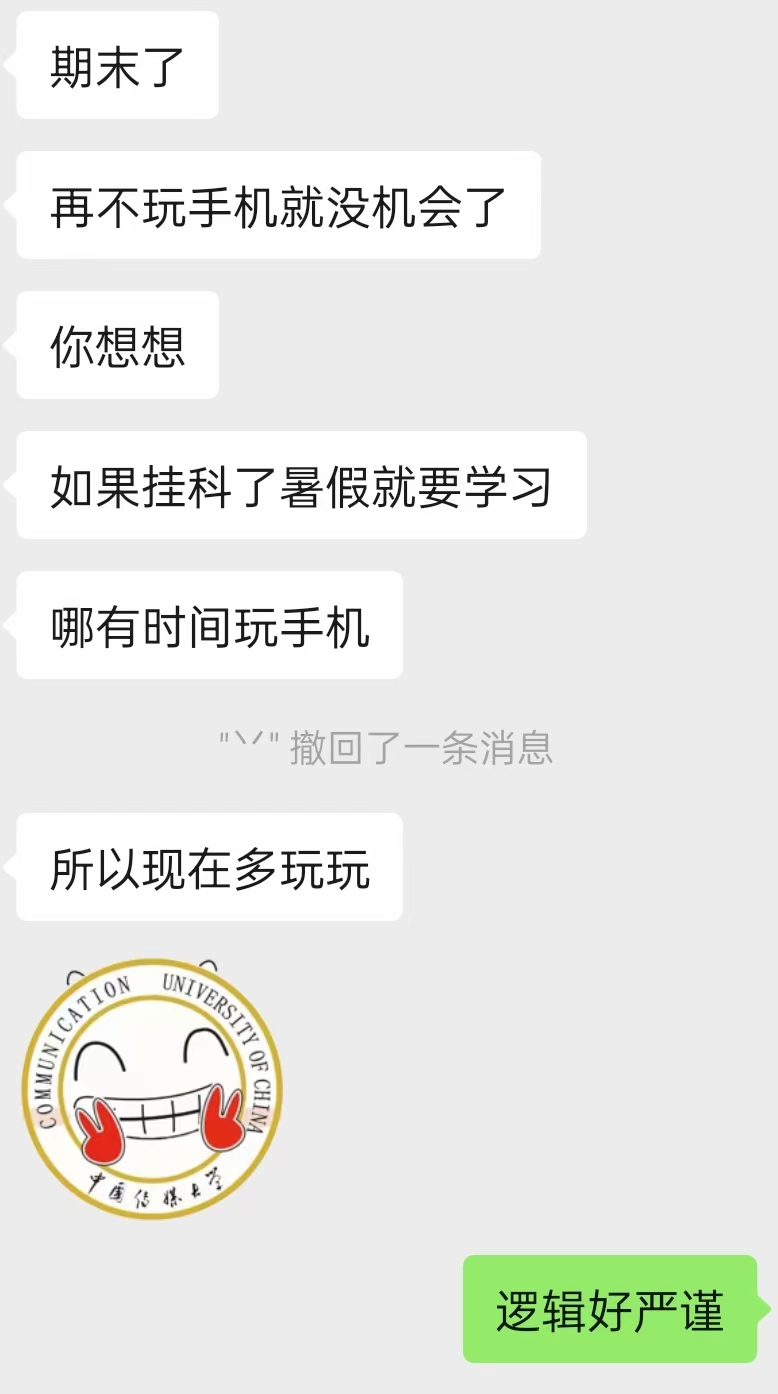 期末了
再不玩手机就没机会了
你想想
如果挂科了暑假就要学习
哪有时间玩手机
"丷" 撤回了一条消息
所以现在多玩玩
COMMUNICATION UNIVERSITY OF CHINA
中国传媒大学
逻辑好严谨